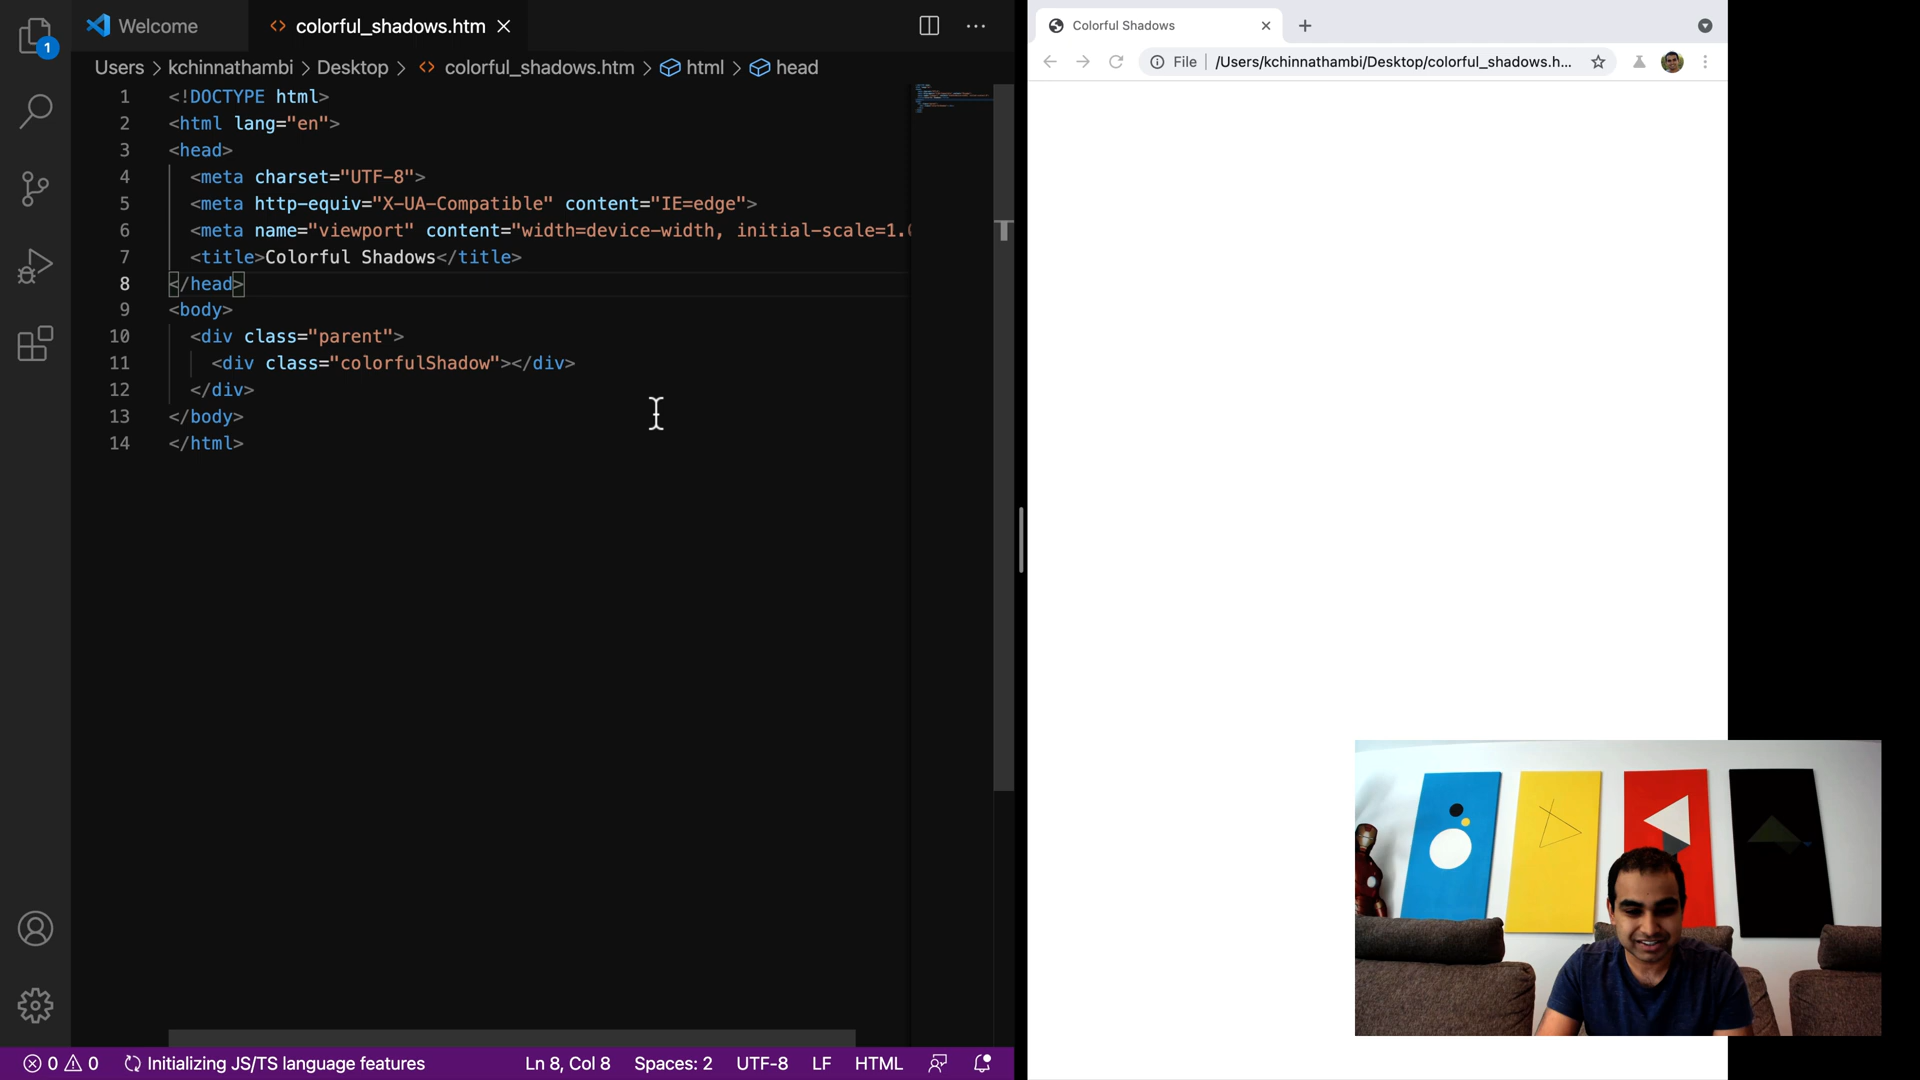 1
Welcome
colorful_shadows.htm
Users > kchinnathambi > Desktop > <> colorful_shadows.htm > html > head
1 <!DOCTYPE html>
2 <html lang="en">
3 <head>
4 <meta charset="UTF-8">
5 <meta http-equiv="X-UA-Compatible" content="IE=edge">
6 <meta name="viewport" content="width=device-width, initial-scale=1.
7 <title>Colorful Shadows</title>
8 </head>
9 <body>
10 <div class="parent">
11 <div class="colorfulShadow"></div>
12 </div>
13 </body>
14 </html>
0 0 Initializing JS/TS language features Ln 8, Col 8 Spaces: 2 UTF-8 LF HTML
Colorful Shadows
File | /Users/kchinnathambi/Desktop/colorful_shadows.h...